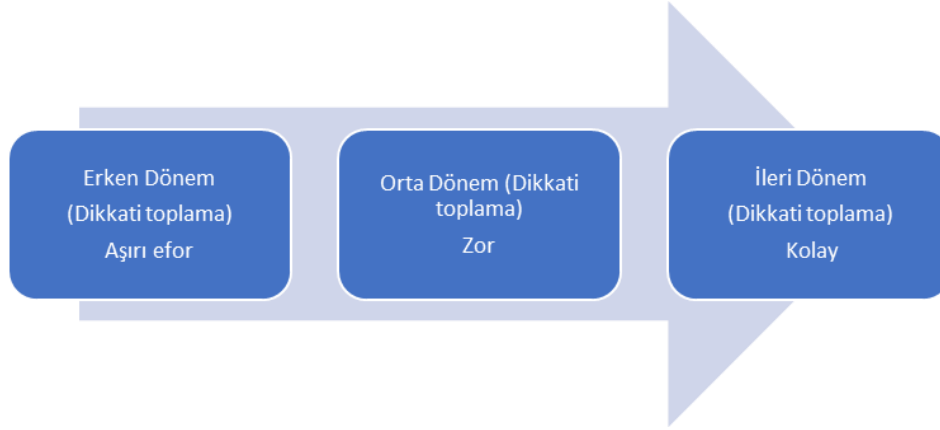 Erken Dönem
(Dikkati toplama)
Aşırı efor
Orta Dönem (Dikkati
toplama)
Zor
İleri Dönem
(Dikkati toplama)
Kolay